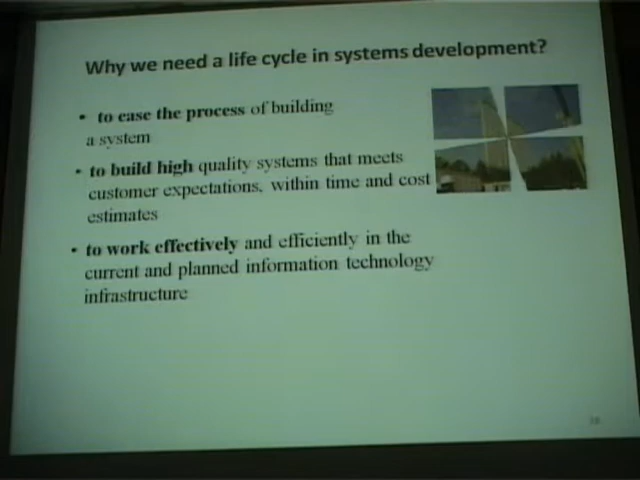 Why we need a life cycle in systems development?
• to ease the process of building
a system
• to build high quality systems that meets
customer expectations, within time and cost
estimates
• to work effectively and efficiently in the
current and planned information technology
infrastructure